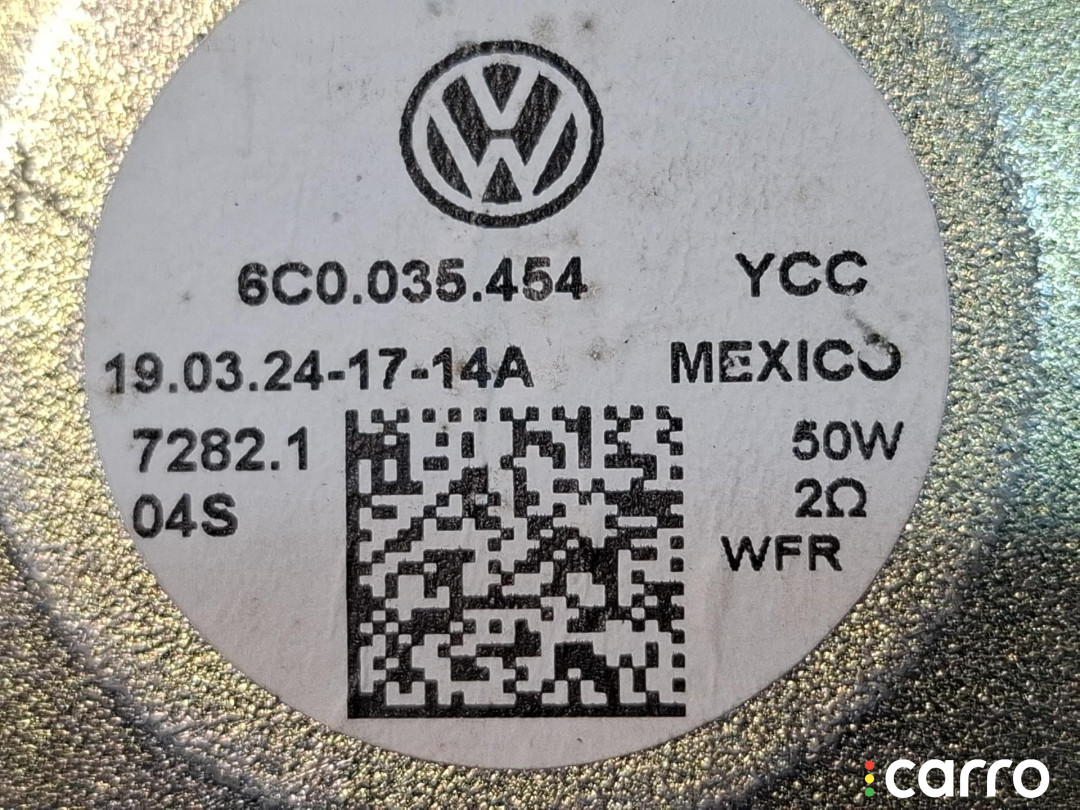 6C0.035.454 YCC
19.03.24-17-14A MEXICO
7282.1 50W
04S 2Ω
WFR
carro